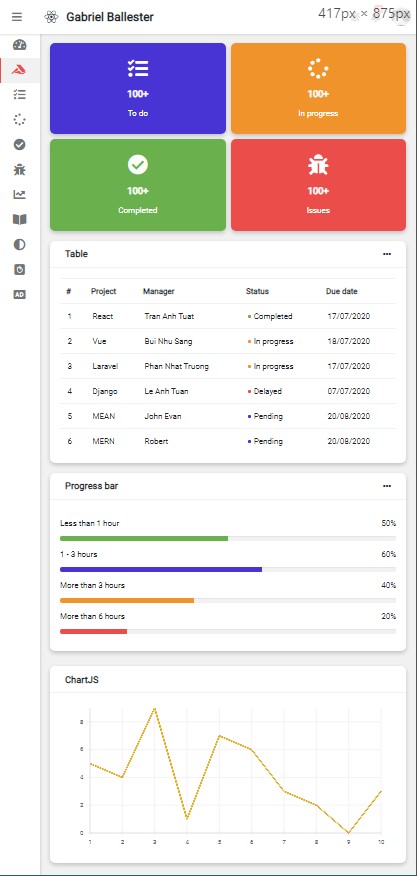 Gabriel Ballester 417px × 875px
100+
To do
100+
In progress
100+
Completed
100+
Issues
AD
Table
# Project Manager Status Due date
1 React Tran Anh Tuat Completed 17/07/2020
2 Vue Bui Nhu Sang In progress 18/07/2020
3 Laravel Phan Nhat Truong In progress 17/07/2020
4 Django Le Anh Tuan Delayed 07/07/2020
5 MEAN John Evan Pending 20/08/2020
6 MERN Robert Pending 20/08/2020
Progress bar
Less than 1 hour 50%
1 - 3 hours 60%
More than 3 hours 40%
More than 6 hours 20%
ChartJS
8
6
4
2
0
1 2 3 4 5 6 7 8 9 10